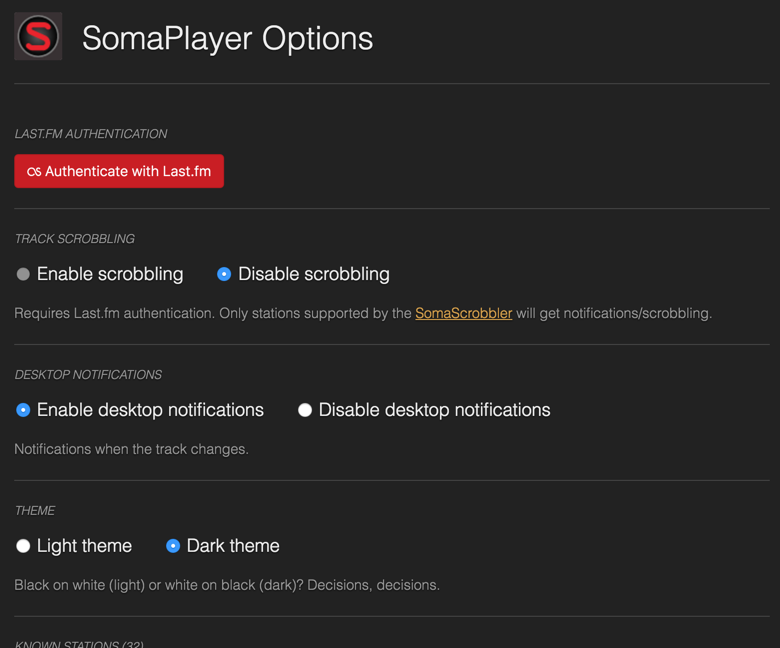 SomaPlayer Options
LAST.FM AUTHENTICATION
Authenticate with Last.fm
TRACK SCROBBLING
Enable scrobbling Disable scrobbling
Requires Last.fm authentication. Only stations supported by the SomaScrobbler will get notifications/scrobbling.
DESKTOP NOTIFICATIONS
Enable desktop notifications Disable desktop notifications
Notifications when the track changes.
THEME
Light theme Dark theme
Black on white (light) or white on black (dark)? Decisions, decisions.
KNOWN STATIONS (32)